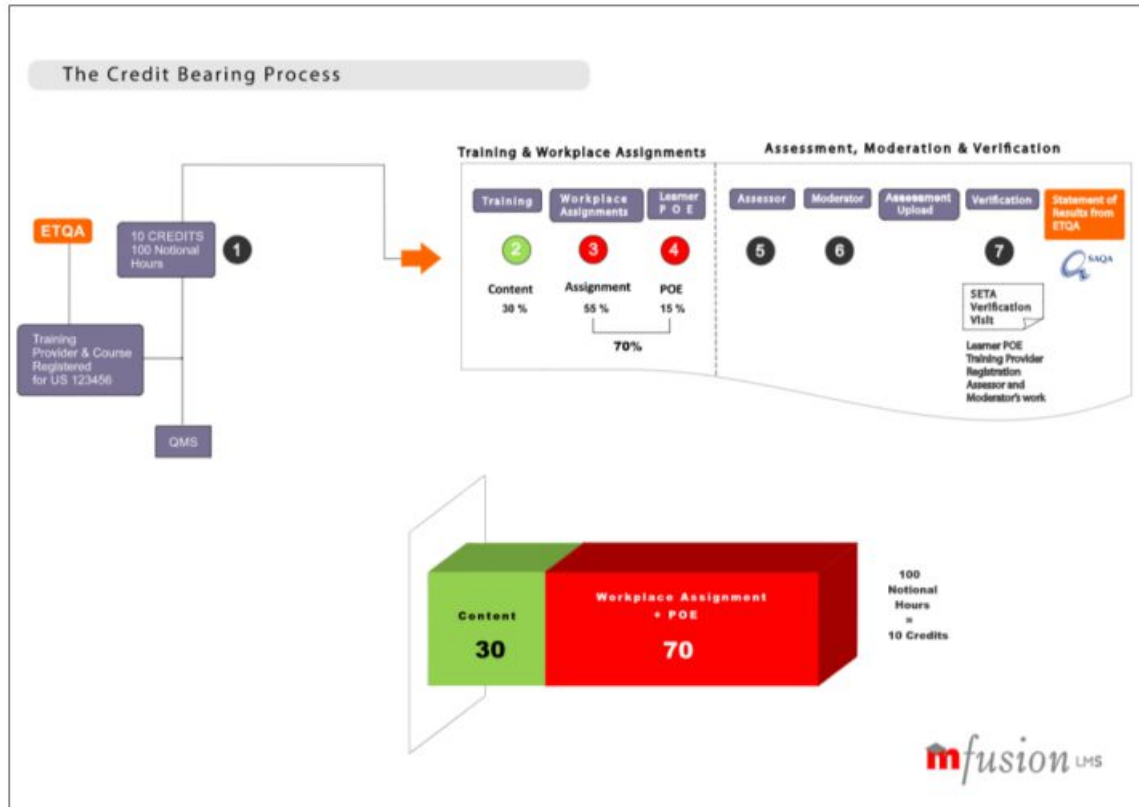 The Credit Bearing Process
Training & Workplace Assignments
Assessment, Moderation & Verification
ETQA
10 CREDITS
100 Notional
Hours
1
Training
Provider & Course
Registered
for US 123456
QMS
Training
2
Content
30 %
Workplace
Assignments
3
Assignment
55 %
Learner
P O E
4
POE
15 %
70%
Assessor
5
Moderator
6
Assessment
Upload
Verification
7
SETA
Verification
Visit
Learner POE
Training Provider
Registration
Assessor and
Moderator's work
Statement of
Results from
ETQA
SAQA
Content
30
Workplace Assignment
+ POE
70
100
Notional
Hours
=
10 Credits
mfusion LMS